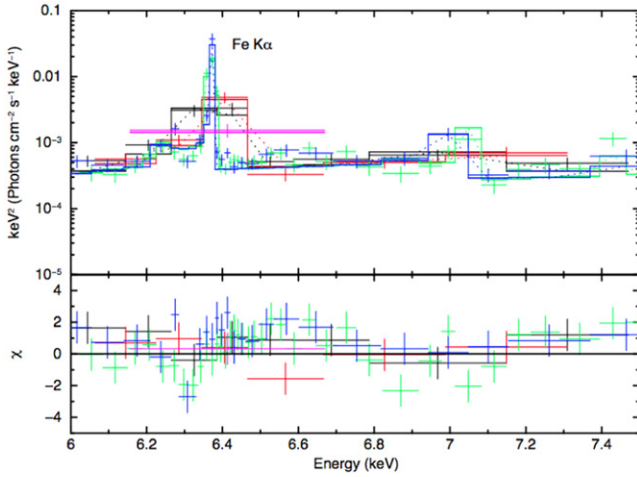 0.1
Fe Kα
0.01
10⁻³
10⁻⁴
10⁻⁵
keV² (Photons cm⁻² s⁻¹ keV⁻¹)
4
2
0
−2
−4
χ
6 6.2 6.4 6.6 6.8 7 7.2 7.4
Energy (keV)